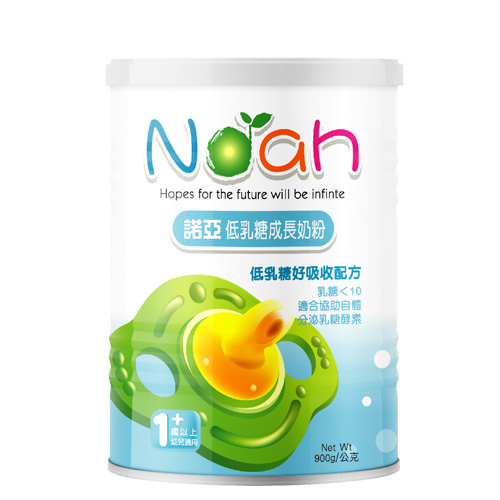 Noah
Hopes for the future will be infinte
諾亞 低乳糖成長奶粉
低乳糖好吸收配方
乳糖<10
適合協助自體
分泌乳糖酵素
1+
歲以上
幼兒適用
Net Wt
900g/公克